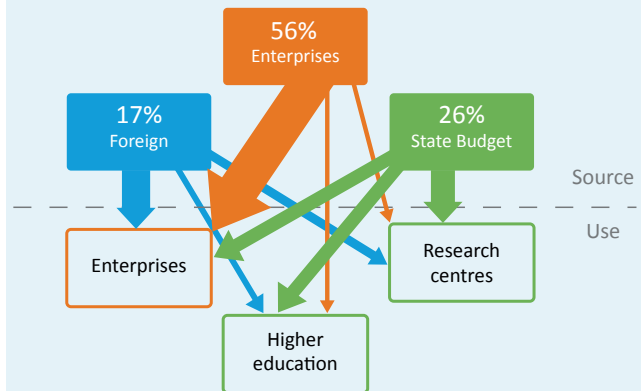 56%
Enterprises
17%
Foreign
26%
State Budget
Source
Use
Enterprises
Research
centres
Higher
education